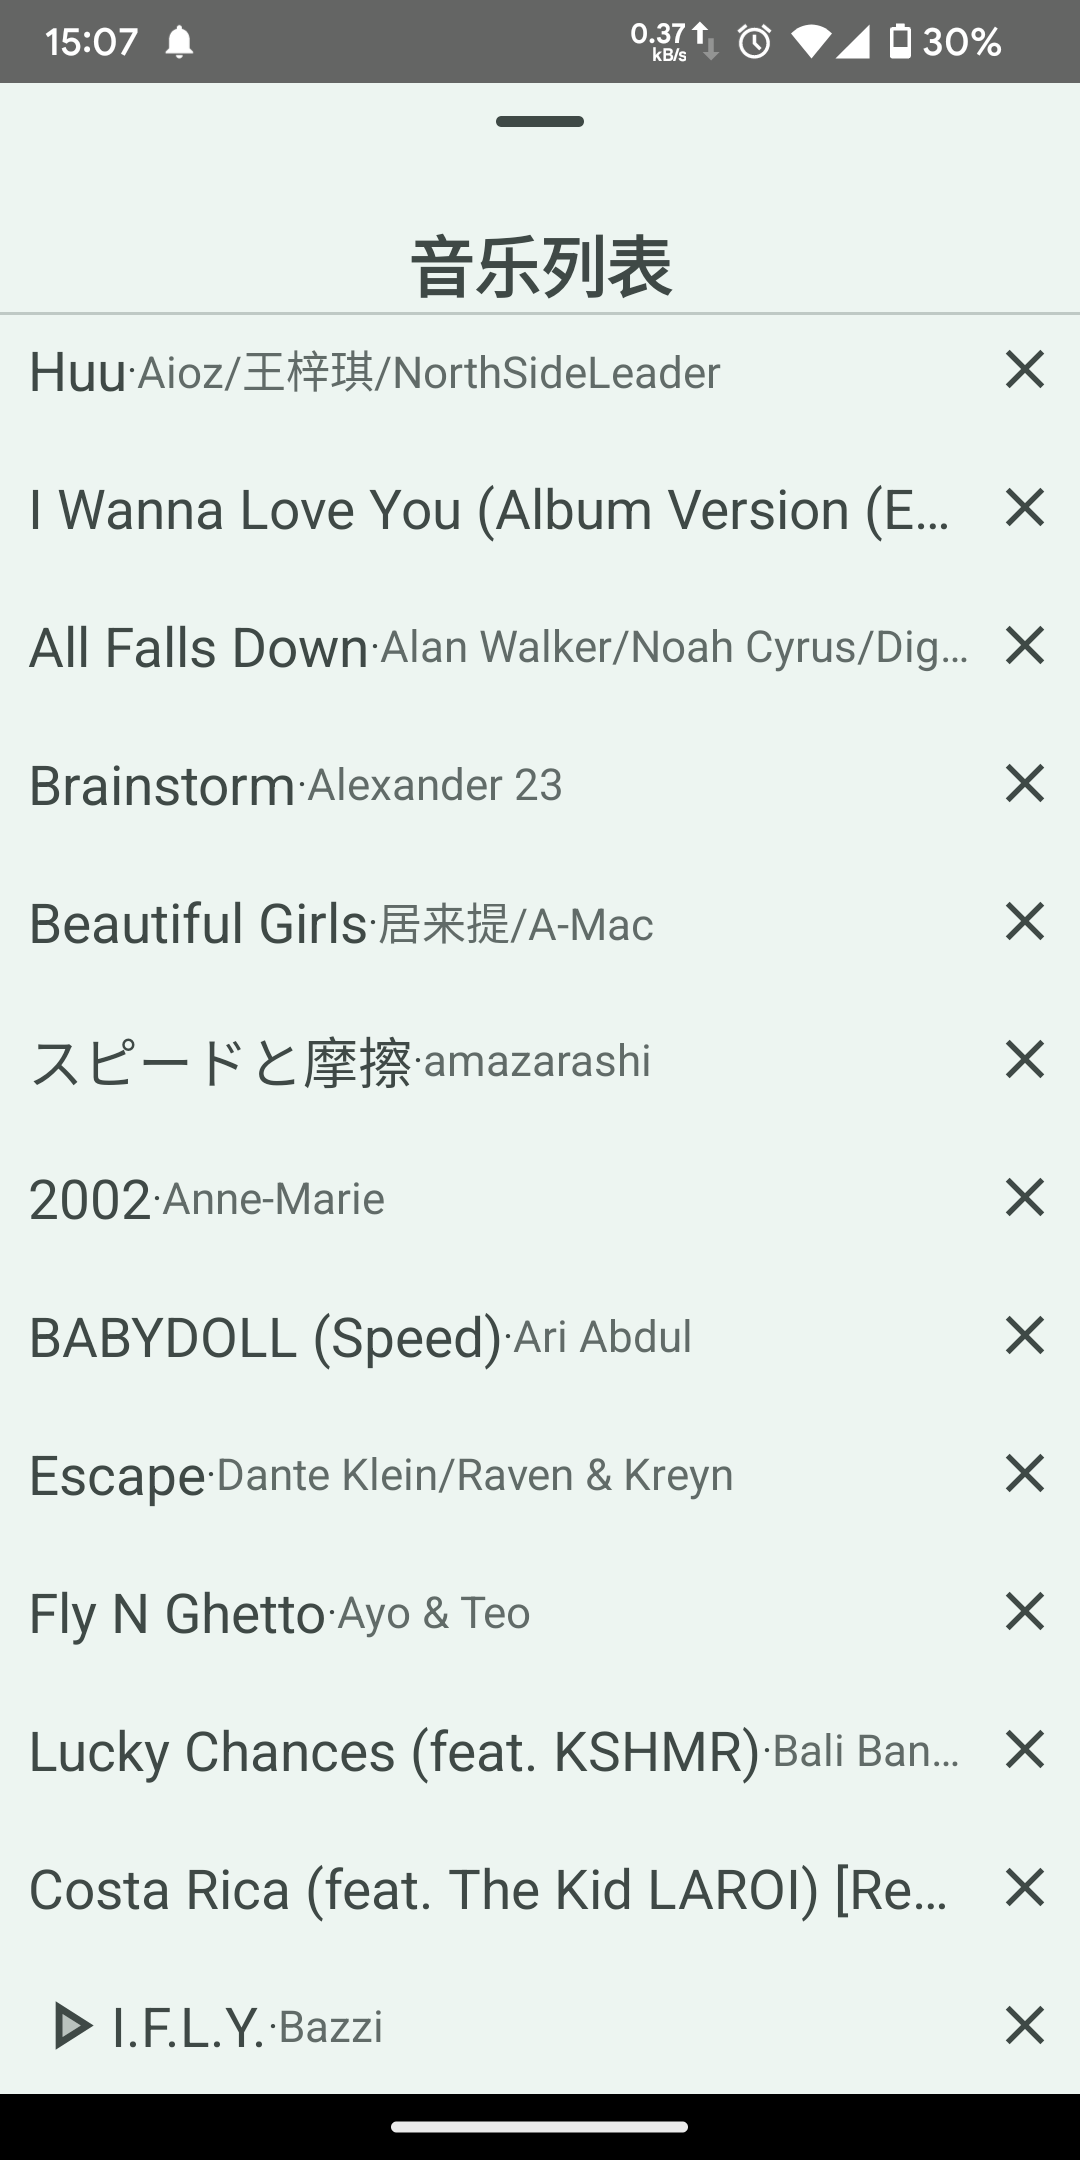 15:07 0.37 kB/s 30%
音乐列表
Huu·Aioz/王梓琪/NorthSideLeader
I Wanna Love You (Album Version (E...
All Falls Down·Alan Walker/Noah Cyrus/Dig...
Brainstorm·Alexander 23
Beautiful Girls·居来提/A-Mac
スピードと摩擦·amazarashi
2002·Anne-Marie
BABYDOLL (Speed)·Ari Abdul
Escape·Dante Klein/Raven & Kreyn
Fly N Ghetto·Ayo & Teo
Lucky Chances (feat. KSHMR)·Bali Ban...
Costa Rica (feat. The Kid LAROI) [Re...
I.F.L.Y.·Bazzi